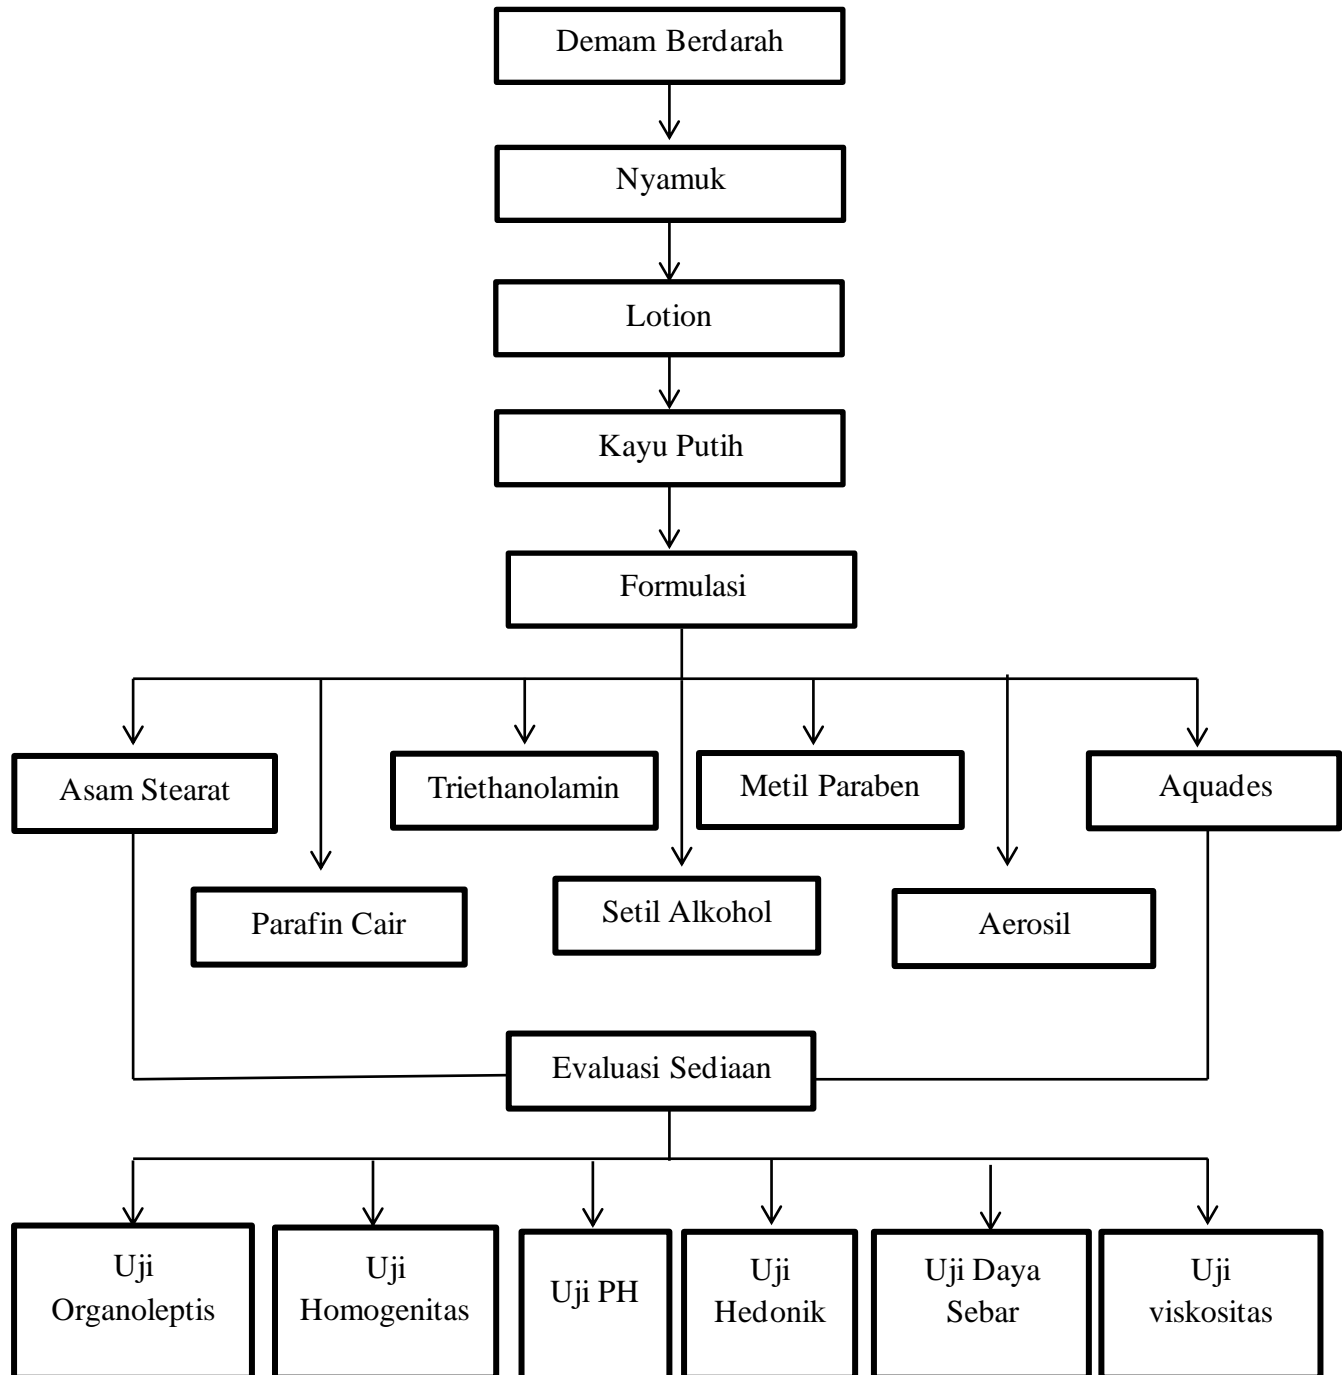 Demam Berdarah
Nyamuk
Lotion
Kayu Putih
Formulasi
Asam Stearat
Triethanolamin
Metil Paraben
Aquades
Parafin Cair
Setil Alkohol
Aerosil
Evaluasi Sediaan
Uji
Organoleptis
Uji
Homogenitas
Uji PH
Uji
Hedonik
Uji Daya
Sebar
Uji
viskositas